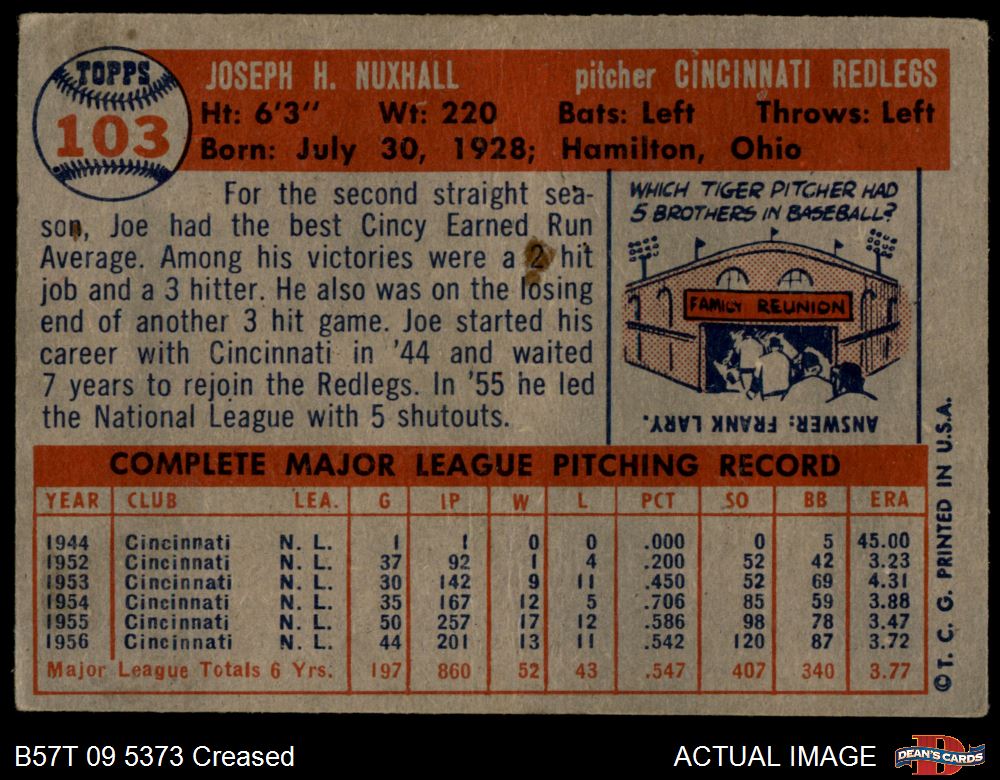 TOPPS
103
JOSEPH H. NUXHALL pitcher CINCINNATI REDLEGS
Ht: 6'3" Wt: 220 Bats: Left Throws: Left
Born: July 30, 1928; Hamilton, Ohio
For the second straight sea-
son, Joe had the best Cincy Earned Run
Average. Among his victories were a 2 hit
job and a 3 hitter. He also was on the losing
end of another 3 hit game. Joe started his
career with Cincinnati in '44 and waited
7 years to rejoin the Redlegs. In '55 he led
the National League with 5 shutouts.
WHICH TIGER PITCHER HAD
5 BROTHERS IN BASEBALL?
FAMILY REUNION
ANSWER: FRANK LARY.
COMPLETE MAJOR LEAGUE PITCHING RECORD
YEAR CLUB LEA. G IP W L PCT SO BB ERA
1944 Cincinnati N. L. 1 1 0 0 .000 0 5 45.00
1952 Cincinnati N. L. 37 92 1 4 .200 52 42 3.23
1953 Cincinnati N. L. 30 142 9 11 .450 52 69 4.31
1954 Cincinnati N. L. 35 167 12 5 .706 85 59 3.88
1955 Cincinnati N. L. 50 257 17 12 .586 98 78 3.47
1956 Cincinnati N. L. 44 201 13 11 .542 120 87 3.72
Major League Totals 6 Yrs. 197 860 52 43 .547 407 340 3.77
© T. C. G. PRINTED IN U.S.A.
B57T 09 5373 Creased
ACTUAL IMAGE
DEAN'S CARDS